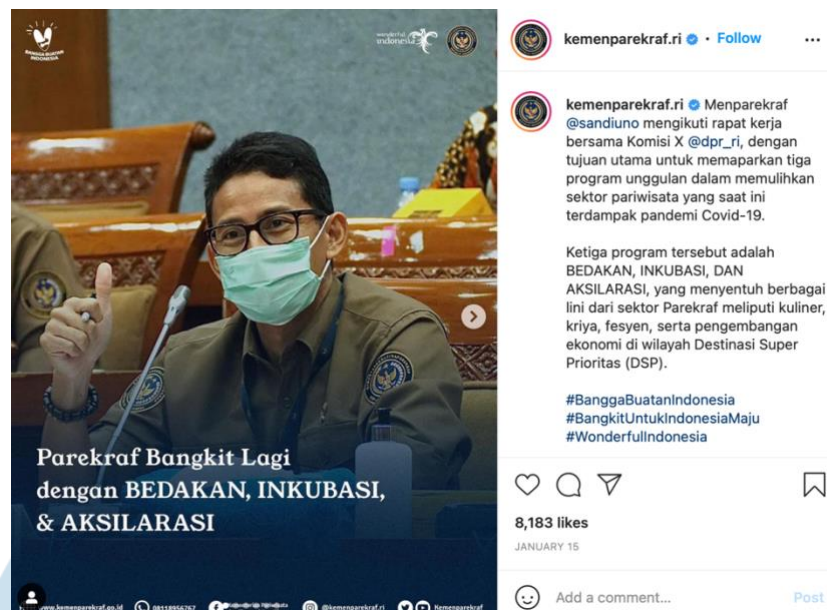 BANGGA BUATAN
INDONESIA
wonderful
indonesia
Parekraf Bangkit Lagi
dengan BEDAKAN, INKUBASI,
& AKSILARASI
www.kemenparekraf.go.id
08118956767
@kemenparekraf.ri
Kemenparekraf
kemenparekraf.ri • Follow
kemenparekraf.ri Menparekraf
@sandiuno mengikuti rapat kerja
bersama Komisi X @dpr_ri, dengan
tujuan utama untuk memaparkan tiga
program unggulan dalam memulihkan
sektor pariwisata yang saat ini
terdampak pandemi Covid-19.
Ketiga program tersebut adalah
BEDAKAN, INKUBASI, DAN
AKSILARASI, yang menyentuh berbagai
lini dari sektor Parekraf meliputi kuliner,
kriya, fesyen, serta pengembangan
ekonomi di wilayah Destinasi Super
Prioritas (DSP).
#BanggaBuatanIndonesia
#BangkitUntukIndonesiaMaju
#WonderfulIndonesia
8,183 likes
JANUARY 15
Add a comment...
Post